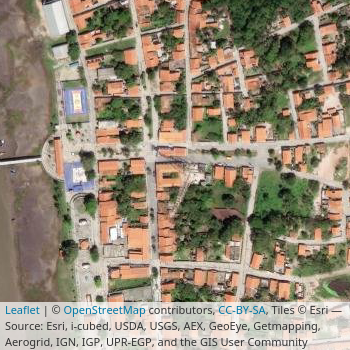 Leaflet | © OpenStreetMap contributors, CC-BY-SA, Tiles © Esri —
Source: Esri, i-cubed, USDA, USGS, AEX, GeoEye, Getmapping,
Aerogrid, IGN, IGP, UPR-EGP, and the GIS User Community